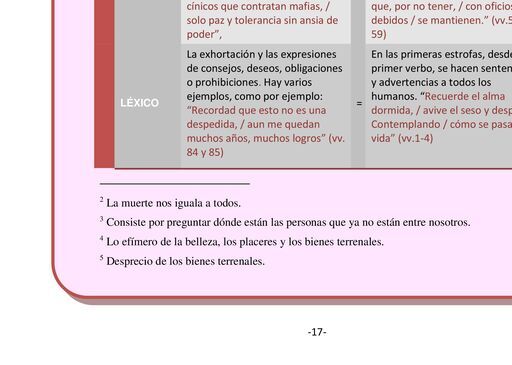 cínicos que contratan mafias, /
solo paz y tolerancia sin ansia de
poder”,
que, por no tener, / con oficios
debidos / se mantienen.” (vv.5
59)
LÉXICO
La exhortación y las expresiones
de consejos, deseos, obligaciones
o prohibiciones. Hay varios
ejemplos, como por ejemplo:
“Recordad que esto no es una
despedida, / aun me quedan
muchos años, muchos logros” (vv.
84 y 85)
=
En las primeras estrofas, desde
primer verbo, se hacen senten
y advertencias a todos los
humanos. “Recuerde el alma
dormida, / avive el seso y desp
Contemplando / cómo se pasa
vida” (vv.1-4)
2 La muerte nos iguala a todos.
3 Consiste por preguntar dónde están las personas que ya no están entre nosotros.
4 Lo efímero de la belleza, los placeres y los bienes terrenales.
5 Desprecio de los bienes terrenales.
-17-